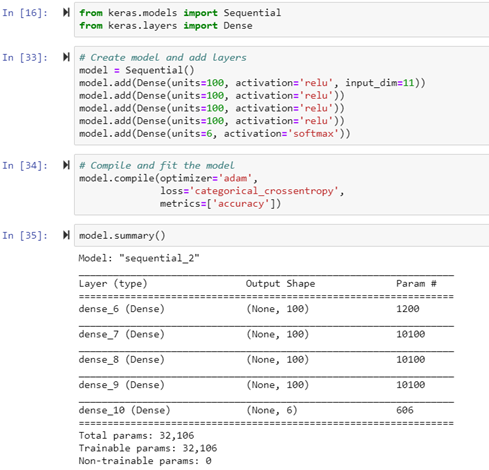 In [16]:
from keras.models import Sequential
from keras.layers import Dense
In [33]:
# Create model and add layers
model = Sequential()
model.add(Dense(units=100, activation='relu', input_dim=11))
model.add(Dense(units=100, activation='relu'))
model.add(Dense(units=100, activation='relu'))
model.add(Dense(units=100, activation='relu'))
model.add(Dense(units=6, activation='softmax'))
In [34]:
# Compile and fit the model
model.compile(optimizer='adam',
loss='categorical_crossentropy',
metrics=['accuracy'])
In [35]:
model.summary()
Model: "sequential_2"
Layer (type) Output Shape Param #
dense_6 (Dense) (None, 100) 1200
dense_7 (Dense) (None, 100) 10100
dense_8 (Dense) (None, 100) 10100
dense_9 (Dense) (None, 100) 10100
dense_10 (Dense) (None, 6) 606
Total params: 32,106
Trainable params: 32,106
Non-trainable params: 0